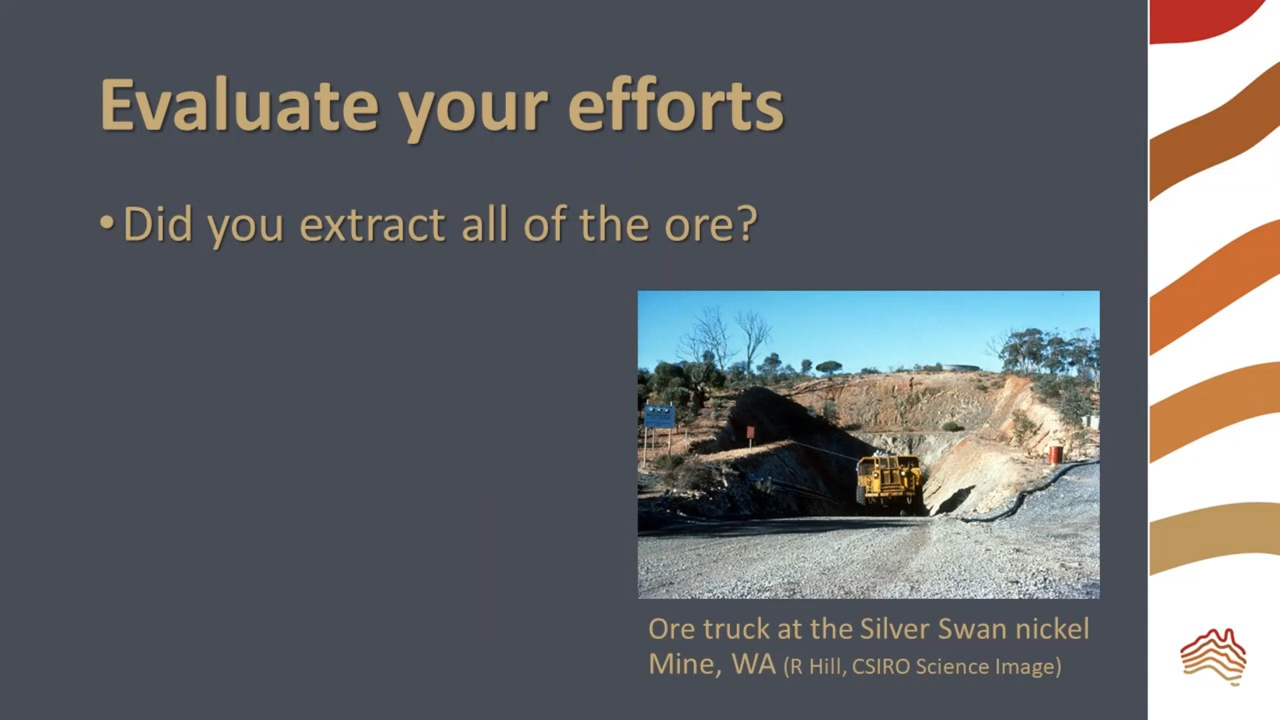 Evaluate your efforts
•Did you extract all of the ore?
Ore truck at the Silver Swan nickel
Mine, WA (R Hill, CSIRO Science Image)